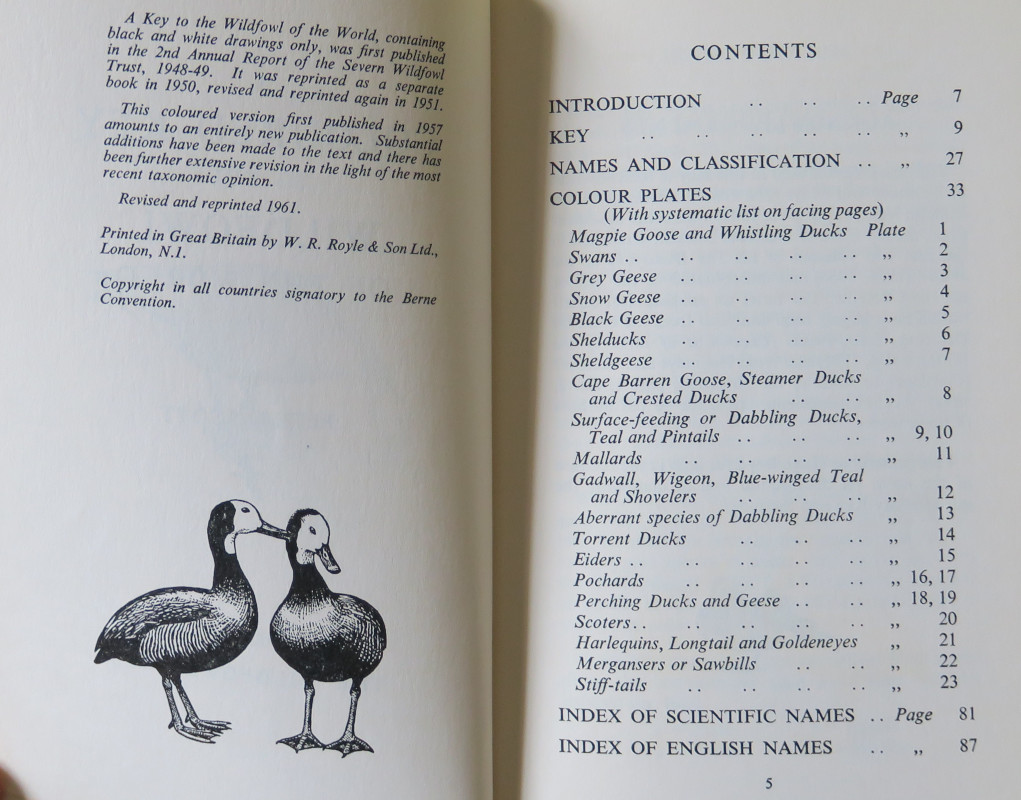 A Key to the Wildfowl of the World, containing
black and white drawings only, was first published
in the 2nd Annual Report of the Severn Wildfowl
Trust, 1948-49. It was reprinted as a separate
book in 1950, revised and reprinted again in 1951.
This coloured version first published in 1957
amounts to an entirely new publication. Substantial
additions have been made to the text and there has
been further extensive revision in the light of the most
recent taxonomic opinion.
Revised and reprinted 1961.
Printed in Great Britain by W. R. Royle & Son Ltd.,
London, N.1.
Copyright in all countries signatory to the Berne
Convention.
CONTENTS
INTRODUCTION .. .. .. Page 7
KEY .. .. .. .. .. ,, 9
NAMES AND CLASSIFICATION .. ,, 27
COLOUR PLATES 33
(With systematic list on facing pages)
Magpie Goose and Whistling Ducks Plate 1
Swans .. .. .. .. .. ,, 2
Grey Geese .. .. .. .. ,, 3
Snow Geese .. .. .. .. ,, 4
Black Geese .. .. .. .. ,, 5
Shelducks .. .. .. .. ,, 6
Sheldgeese .. .. .. .. ,, 7
Cape Barren Goose, Steamer Ducks
and Crested Ducks .. .. ,, 8
Surface-feeding or Dabbling Ducks,
Teal and Pintails .. .. .. ,, 9, 10
Mallards .. .. .. .. ,, 11
Gadwall, Wigeon, Blue-winged Teal
and Shovelers .. .. .. ,, 12
Aberrant species of Dabbling Ducks ,, 13
Torrent Ducks .. .. .. ,, 14
Eiders .. .. .. .. .. ,, 15
Pochards .. .. .. .. ,, 16, 17
Perching Ducks and Geese .. .. ,, 18, 19
Scoters .. .. .. .. .. ,, 20
Harlequins, Longtail and Goldeneyes ,, 21
Mergansers or Sawbills .. .. ,, 22
Stiff-tails .. .. .. .. ,, 23
INDEX OF SCIENTIFIC NAMES .. Page 81
INDEX OF ENGLISH NAMES .. ,, 87
5